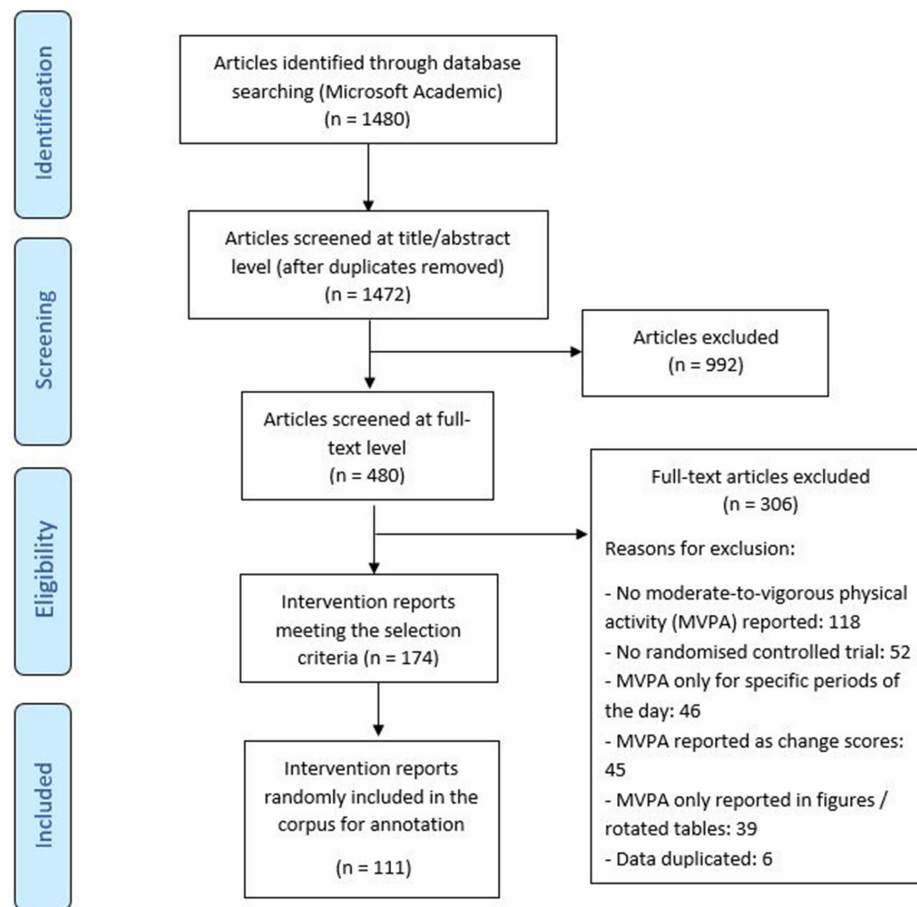 Identification
Articles identified through database
searching (Microsoft Academic)
(n = 1480)
Screening
Articles screened at title/abstract
level (after duplicates removed)
(n = 1472)
Articles excluded
(n = 992)
Articles screened at full-
text level
(n = 480)
Eligibility
Full-text articles excluded
(n = 306)
Reasons for exclusion:
- No moderate-to-vigorous physical
activity (MVPA) reported: 118
- No randomised controlled trial: 52
- MVPA only for specific periods of
the day: 46
- MVPA reported as change scores:
45
- MVPA only reported in figures /
rotated tables: 39
- Data duplicated: 6
Intervention reports
meeting the selection
criteria (n = 174)
Included
Intervention reports
randomly included in the
corpus for annotation
(n = 111)